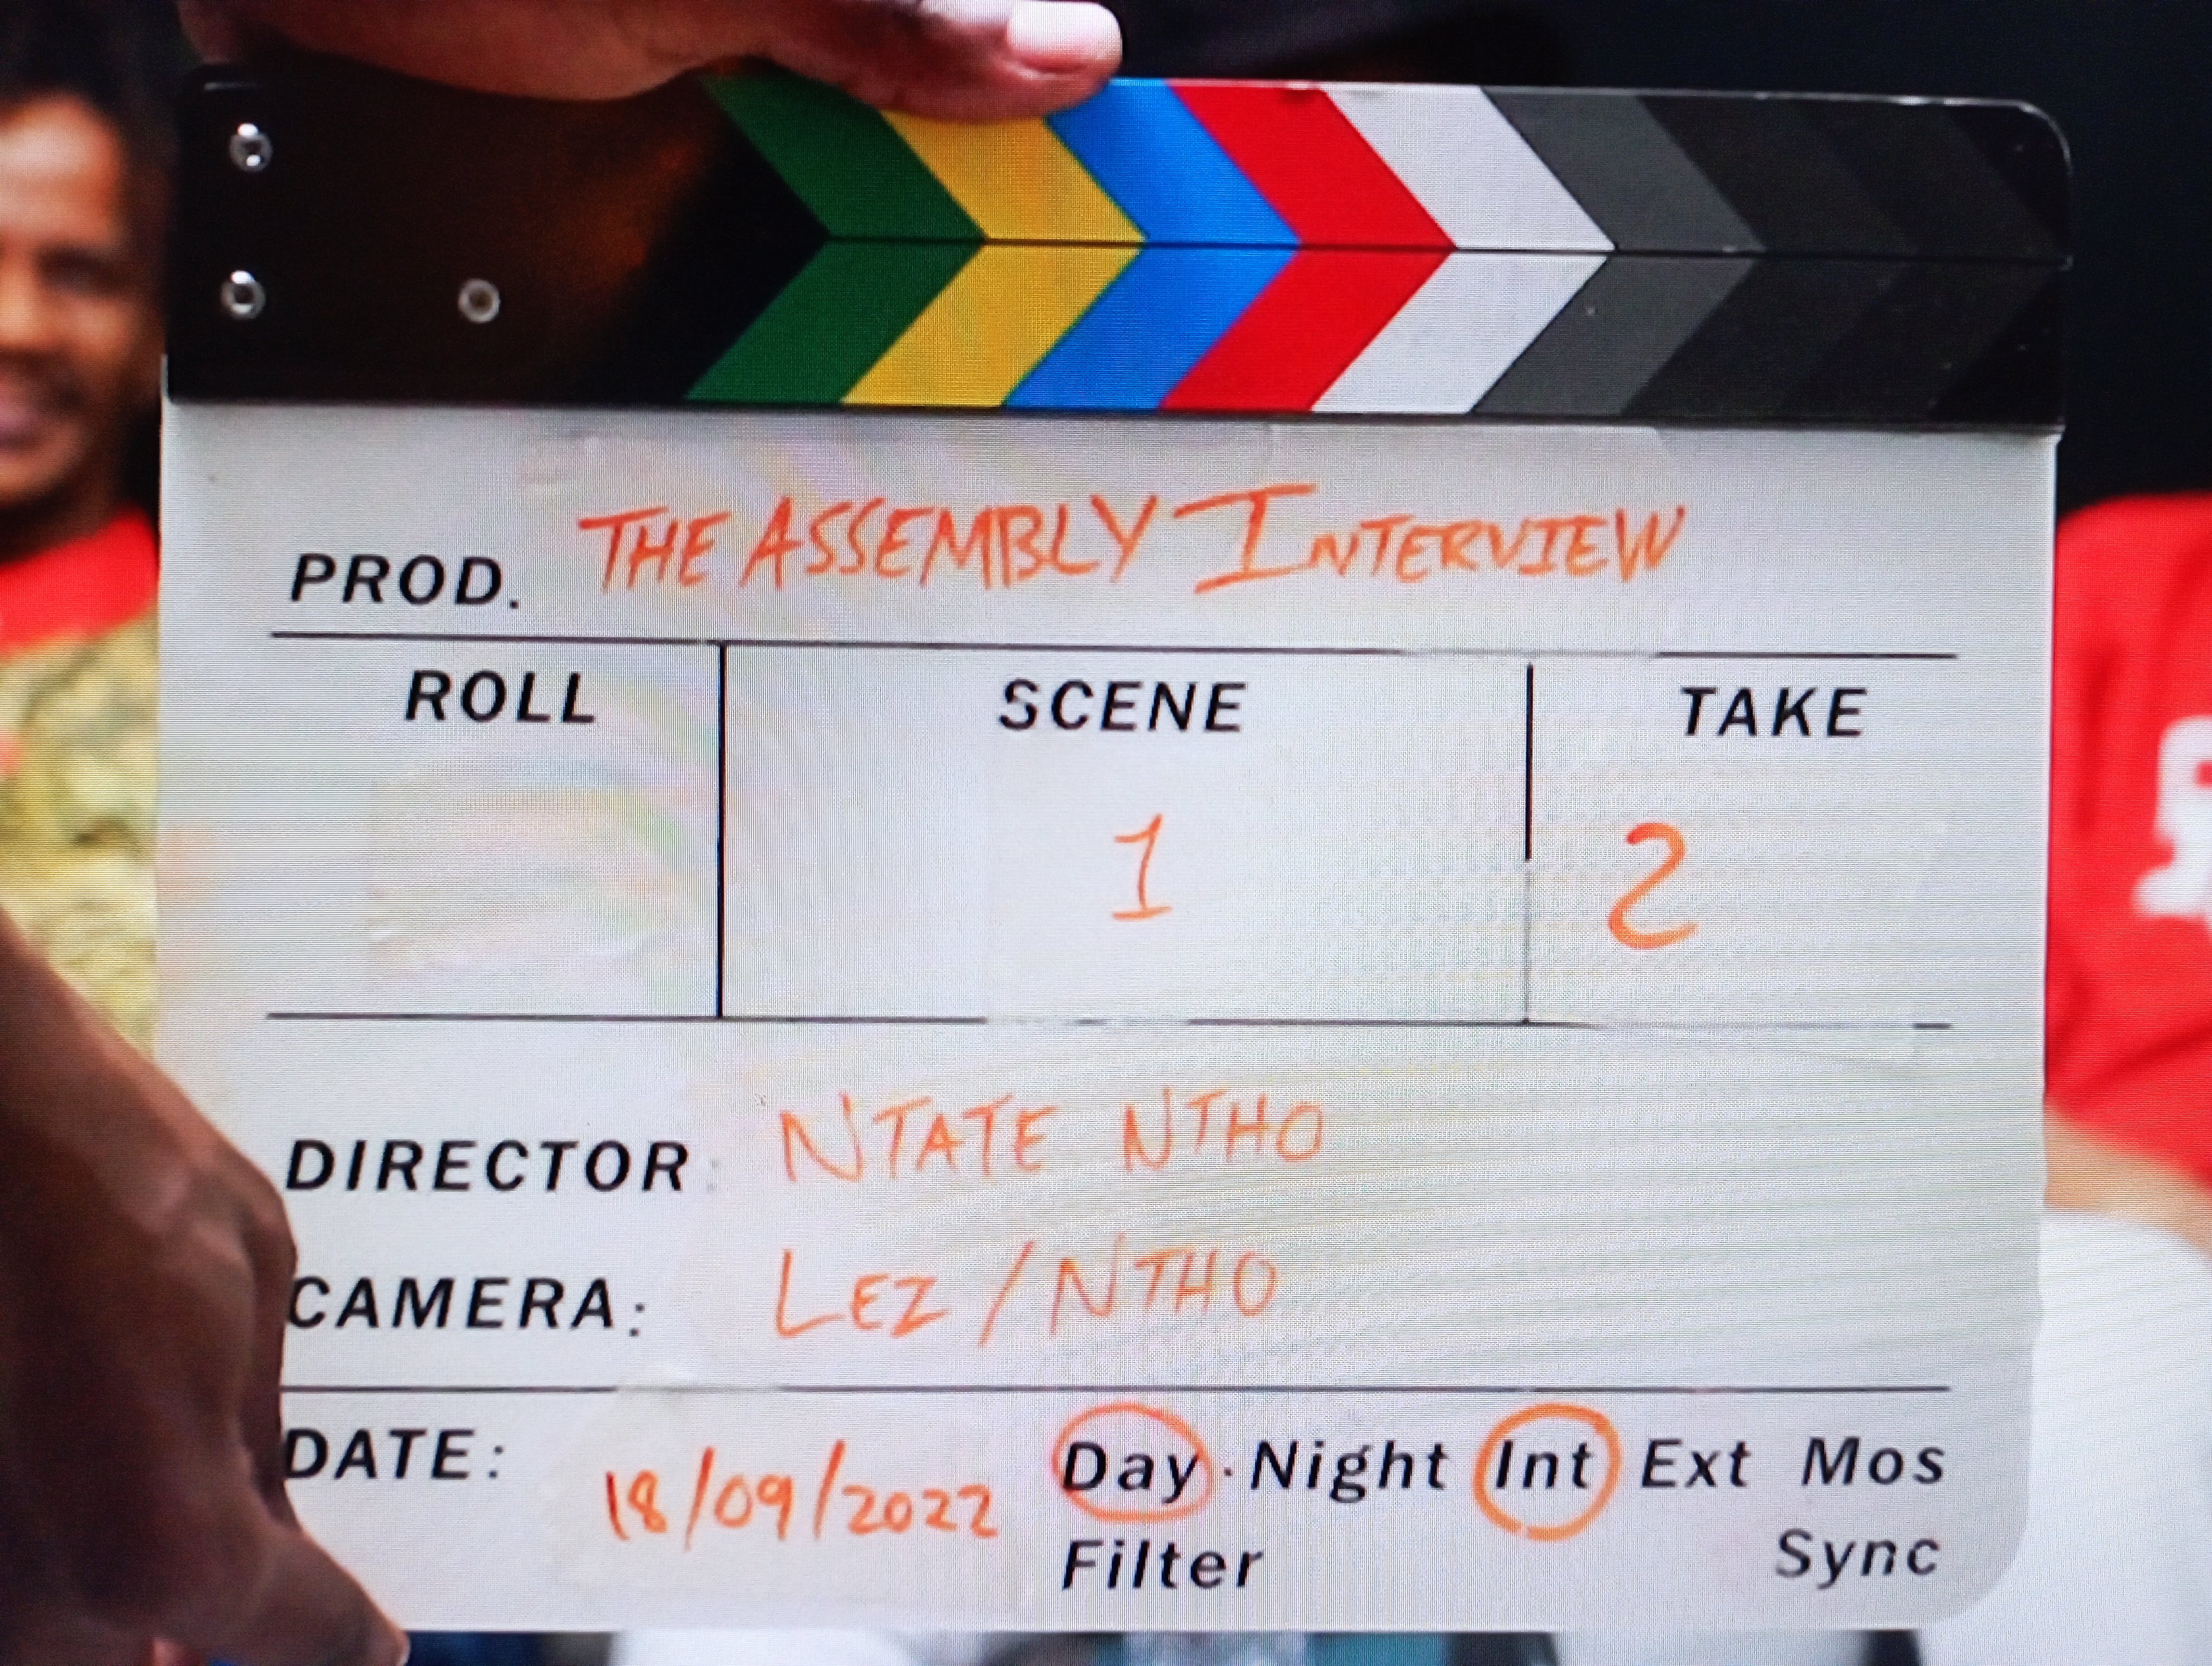 PROD. THE ASSEMBLY INTERVIEW
ROLL SCENE TAKE
1 2
DIRECTOR: NTATE NTHO
CAMERA: LEZ / NTHO
DATE: 18/09/2022 Day Night Int Ext Mos
Filter Sync